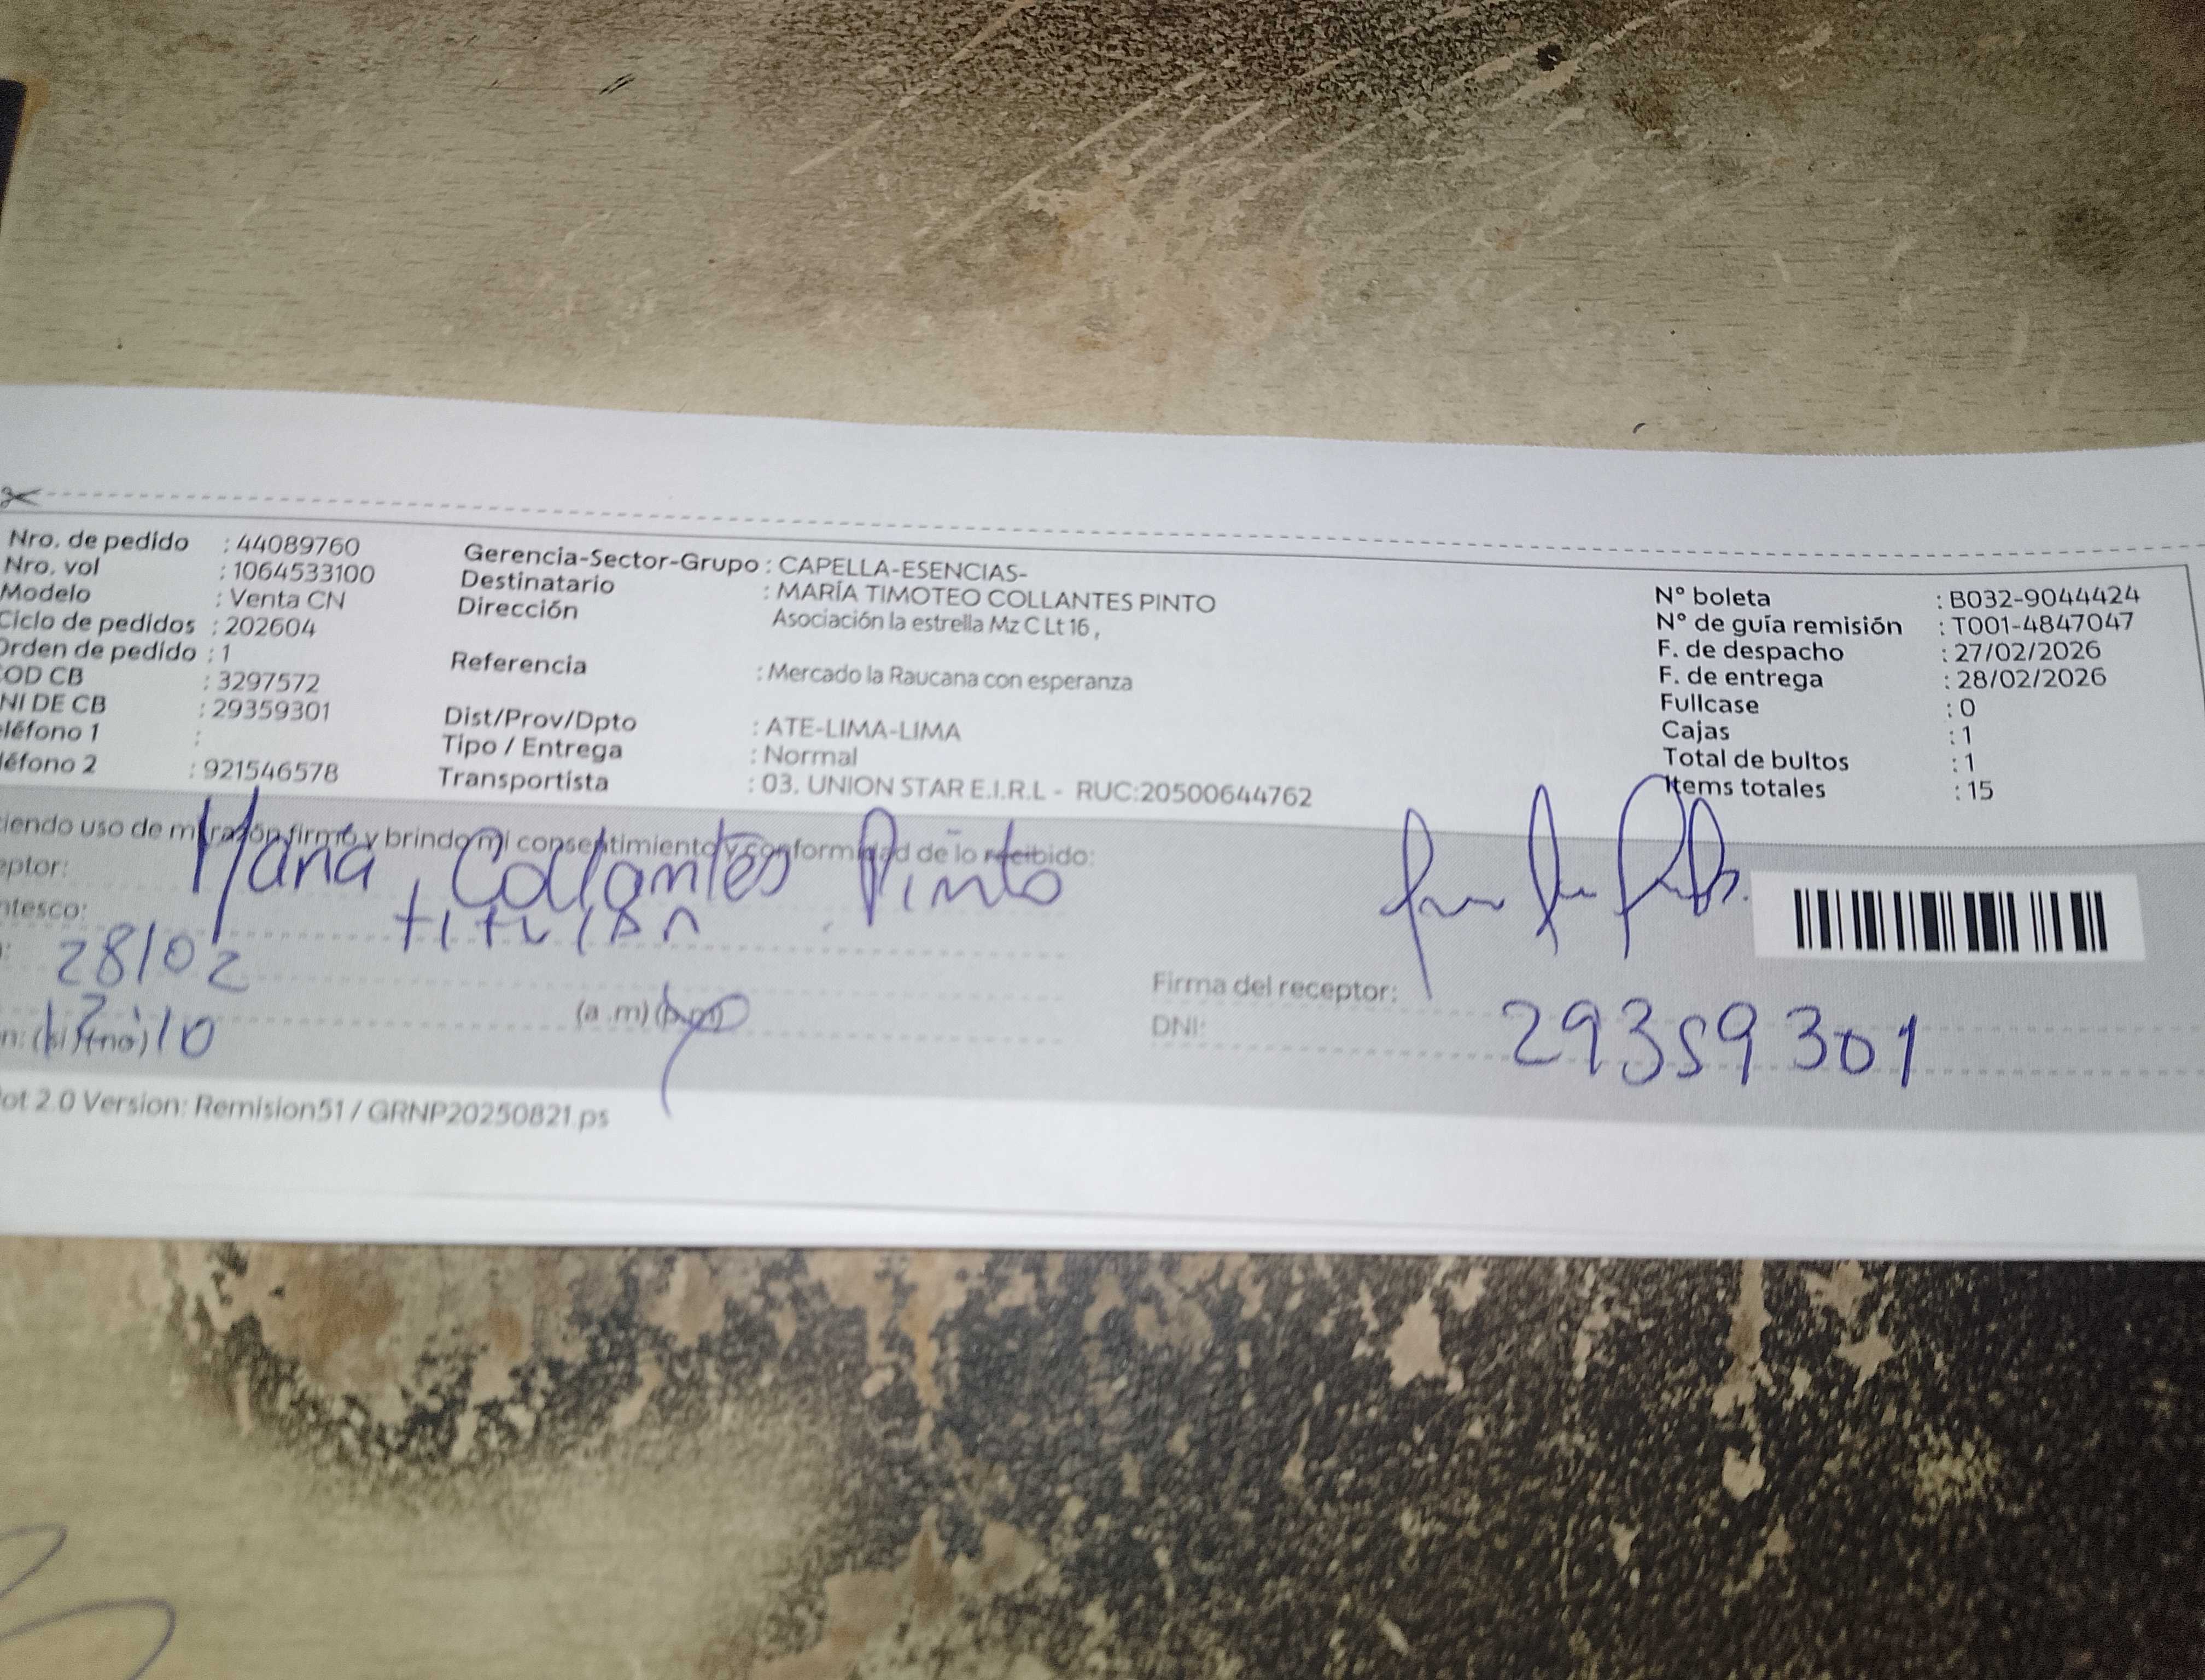 Nro. de pedido : 44089760
Nro. vol : 1064533100
Modelo : Venta CN
Ciclo de pedidos : 202604
Orden de pedido : 1
OD CB : 3297572
NI DE CB : 29359301
léfono 1 :
léfono 2 : 921546578
Gerencia-Sector-Grupo : CAPELLA-ESENCIAS-
Destinatario : MARÍA TIMOTEO COLLANTES PINTO
Dirección Asociación la estrella Mz C Lt 16 ,
Referencia : Mercado la Raucana con esperanza
Dist/Prov/Dpto : ATE-LIMA-LIMA
Tipo / Entrega : Normal
Transportista : 03. UNION STAR E.I.R.L - RUC:20500644762
N° boleta : B032-9044424
N° de guía remisión : T001-4847047
F. de despacho : 27/02/2026
F. de entrega : 28/02/2026
Fullcase : 0
Cajas : 1
Total de bultos : 1
Items totales : 15
iendo uso de mi razón firmo y brindo mi consentimiento y conformidad de lo recibido:
eptor: Maria Collantes Pinto
ntesco:
28/02
(a .m) (p.m)
n: (si) (no)
Firma del receptor:
DNI: 29359301
ot 2.0 Version: Remision51 / GRNP20250821.ps